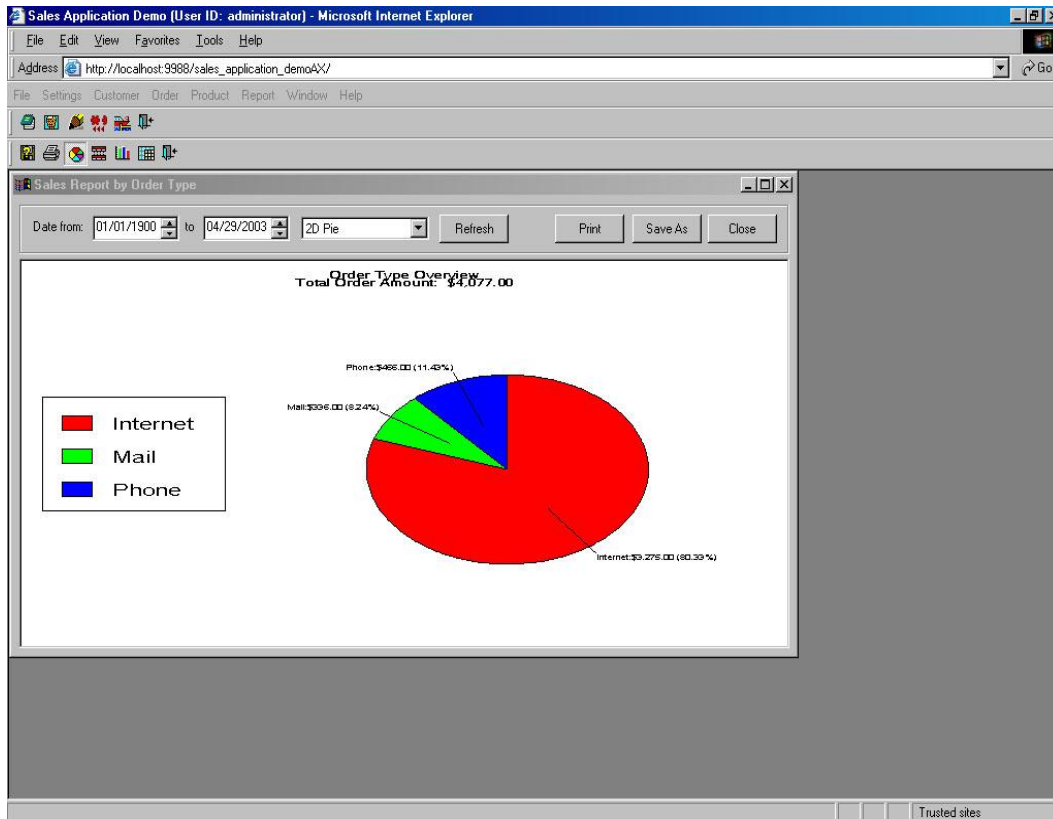 Sales Application Demo (User ID: administrator) - Microsoft Internet Explorer
File Edit View Favorites Tools Help
Address http://localhost:9988/sales_application_demoAX/ Go
File Settings Customer Order Product Report Window Help
Sales Report by Order Type
Date from: 01/01/1900 to 04/29/2003 2D Pie Refresh Print Save As Close
Order Type Overview
Total Order Amount: $4,077.00
Phone:$466.00 (11.43%)
Mail:$336.00 (8.24%)
Internet
Mail
Phone
Internet:$3,275.00 (80.33%)
Trusted sites